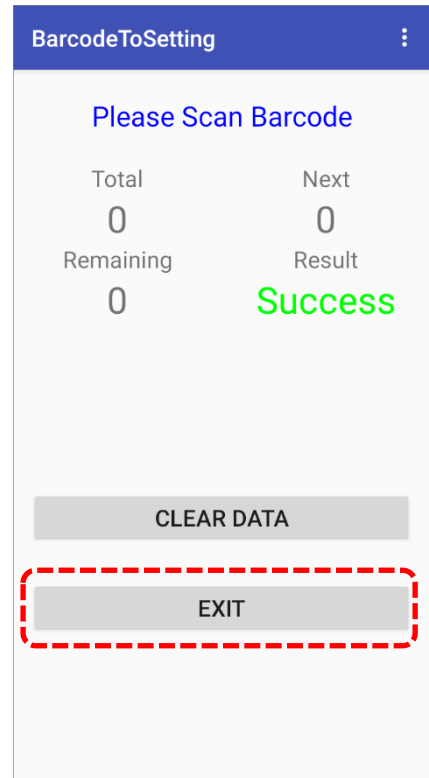 BarcodeToSetting
Please Scan Barcode
Total Next
0 0
Remaining Result
0 Success
CLEAR DATA
EXIT